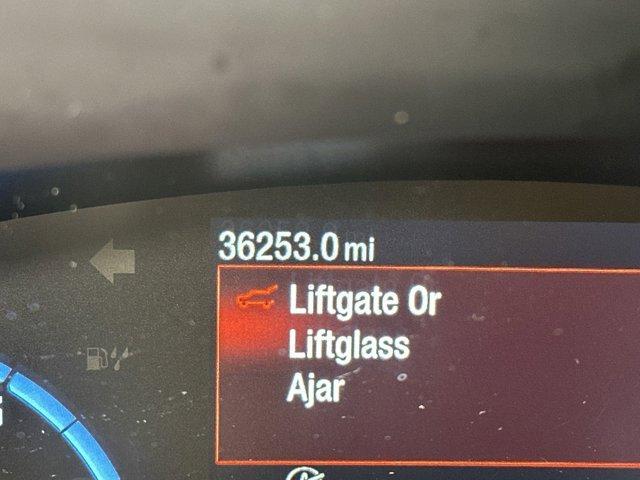 36253.0 mi
Liftgate Or
Liftglass
Ajar